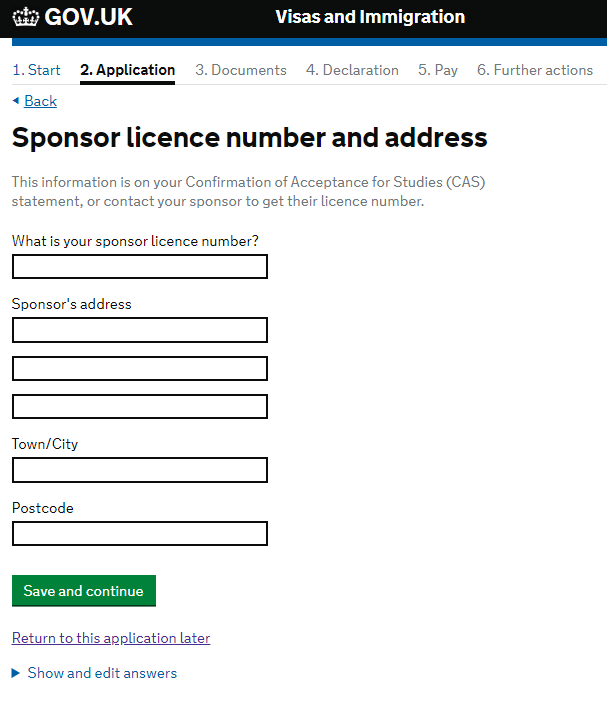 GOV.UK Visas and Immigration
1. Start 2. Application 3. Documents 4. Declaration 5. Pay 6. Further actions
Back
Sponsor licence number and address
This information is on your Confirmation of Acceptance for Studies (CAS)
statement, or contact your sponsor to get their licence number.
What is your sponsor licence number?
Sponsor's address
Town/City
Postcode
Save and continue
Return to this application later
Show and edit answers